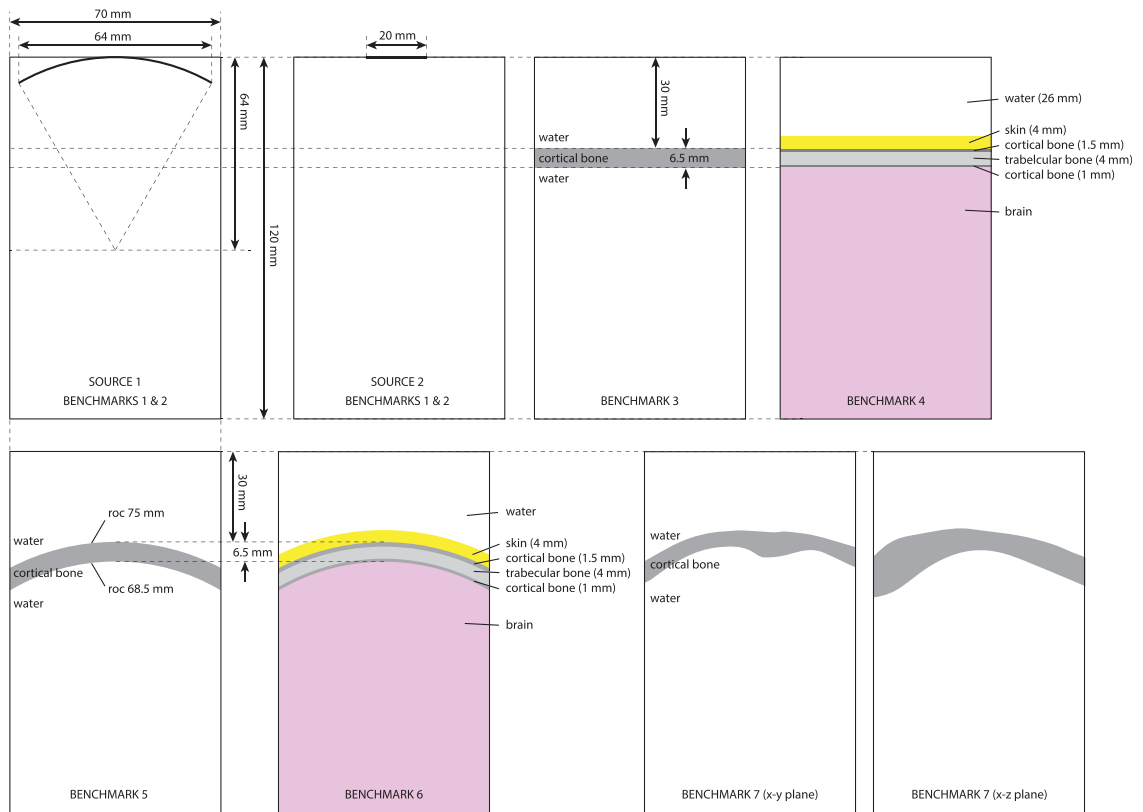 70 mm
64 mm
64 mm
120 mm
SOURCE 1
BENCHMARKS 1 & 2
20 mm
SOURCE 2
BENCHMARKS 1 & 2
30 mm
water
cortical bone
6.5 mm
water
BENCHMARK 3
water (26 mm)
skin (4 mm)
cortical bone (1.5 mm)
trabelcular bone (4 mm)
cortical bone (1 mm)
brain
BENCHMARK 4
roc 75 mm
water
cortical bone
roc 68.5 mm
water
30 mm
6.5 mm
BENCHMARK 5
water
skin (4 mm)
cortical bone (1.5 mm)
trabecular bone (4 mm)
cortical bone (1 mm)
brain
BENCHMARK 6
water
cortical bone
water
BENCHMARK 7 (x-y plane)
BENCHMARK 7 (x-z plane)